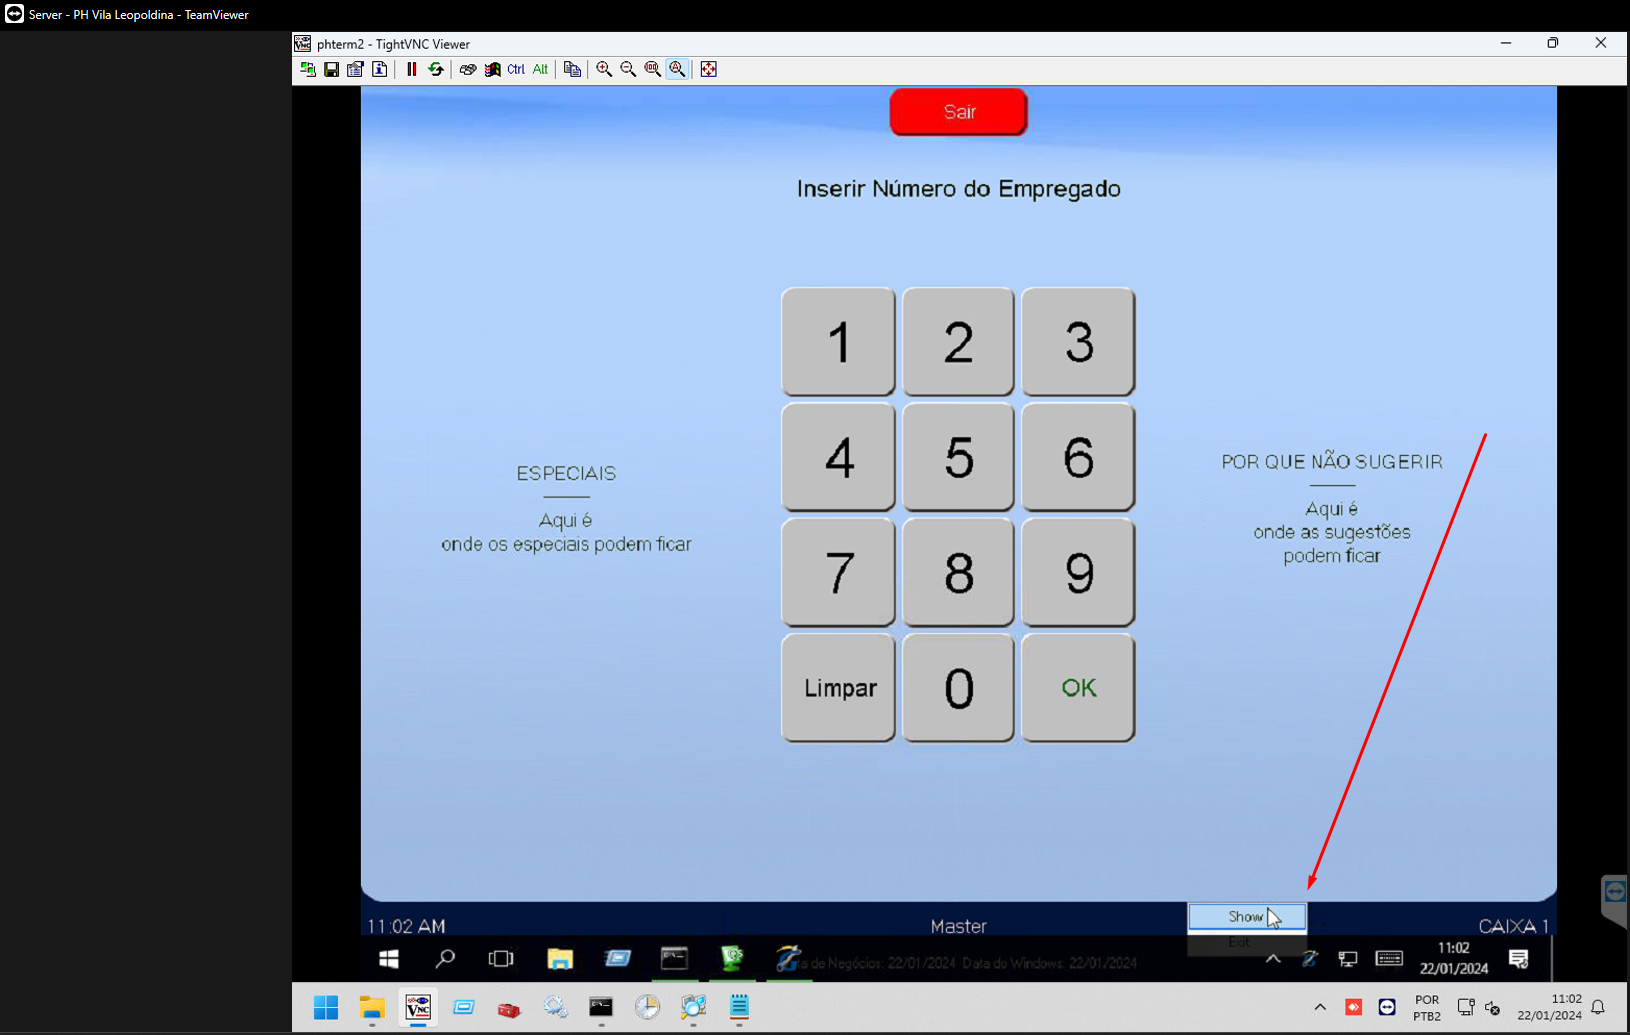 Server - PH Vila Leopoldina - TeamViewer
phterm2 - TightVNC Viewer
Ctrl Alt
Sair
Inserir Número do Empregado
1 2 3
4 5 6
7 8 9
Limpar 0 OK
ESPECIAIS
Aqui é
onde os especiais podem ficar
POR QUE NÃO SUGERIR
Aqui é
onde as sugestões
podem ficar
Show
Exit
11:02 AM Master CAIXA 1
de Negócios: 22/01/2024 Data do Windows: 22/01/2024
11:02
22/01/2024
POR
PTB2
11:02
22/01/2024